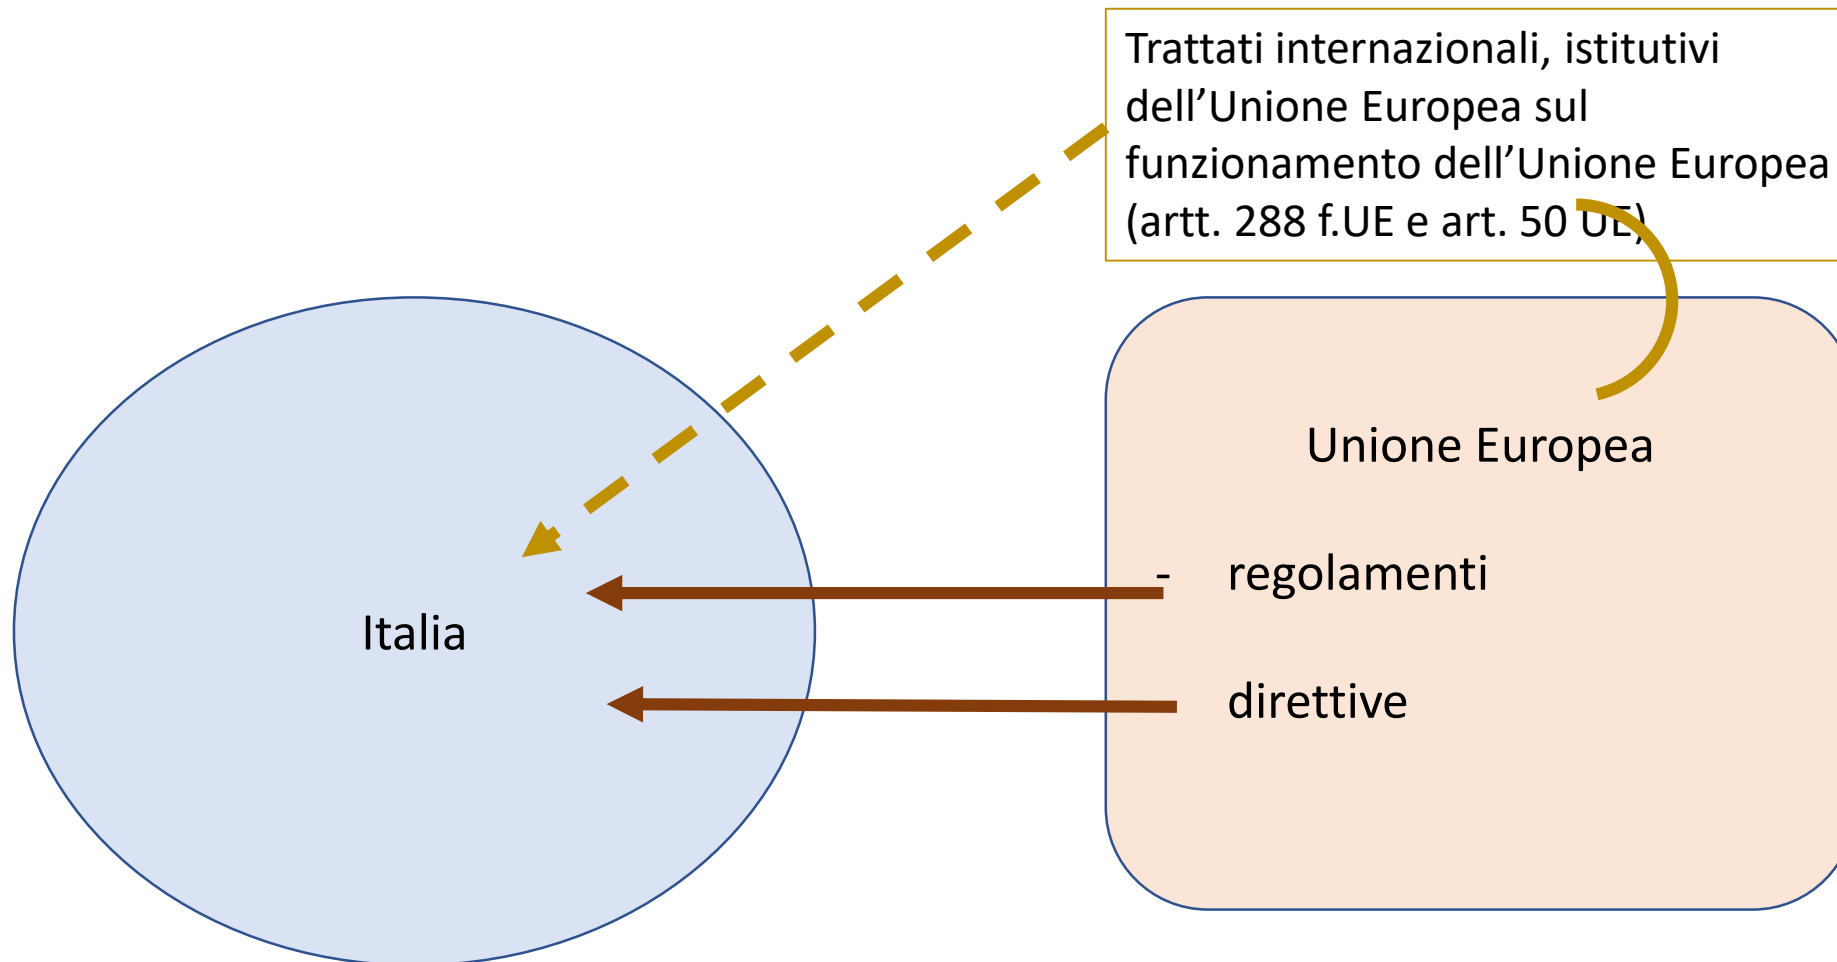 Trattati internazionali, istitutivi
dell’Unione Europea sul
funzionamento dell’Unione Europea
(artt. 288 f.UE e art. 50 UE)
Unione Europea
- regolamenti
Italia
direttive